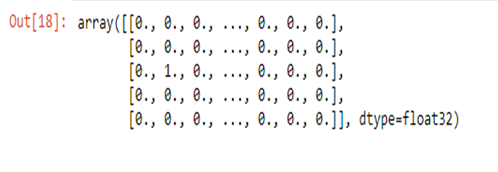 Out[18]: array([[0., 0., 0., ..., 0., 0., 0.],
[0., 0., 0., ..., 0., 0., 0.],
[0., 1., 0., ..., 0., 0., 0.],
[0., 0., 0., ..., 0., 0., 0.],
[0., 0., 0., ..., 0., 0., 0.]], dtype=float32)